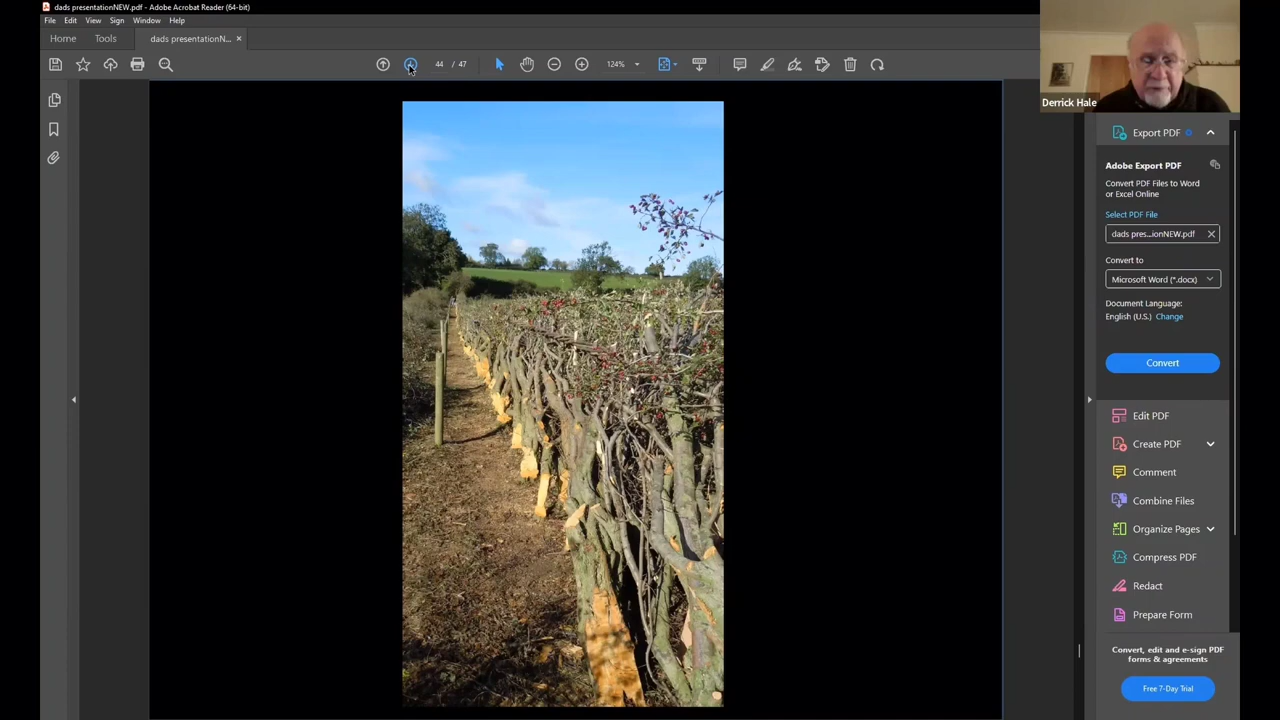 dads presentationNEW.pdf - Adobe Acrobat Reader (64-bit)
File Edit View Sign Window Help
Home Tools dads presentationN... ×
44 / 47 124%
Derrick Hale
Export PDF
Adobe Export PDF
Convert PDF Files to Word
or Excel Online
Select PDF File
dads pres...ionNEW.pdf
Convert to
Microsoft Word (*.docx)
Document Language:
English (U.S.) Change
Convert
Edit PDF
Create PDF
Comment
Combine Files
Organize Pages
Compress PDF
Redact
Prepare Form
Convert, edit and e-sign PDF
forms & agreements
Free 7-Day Trial